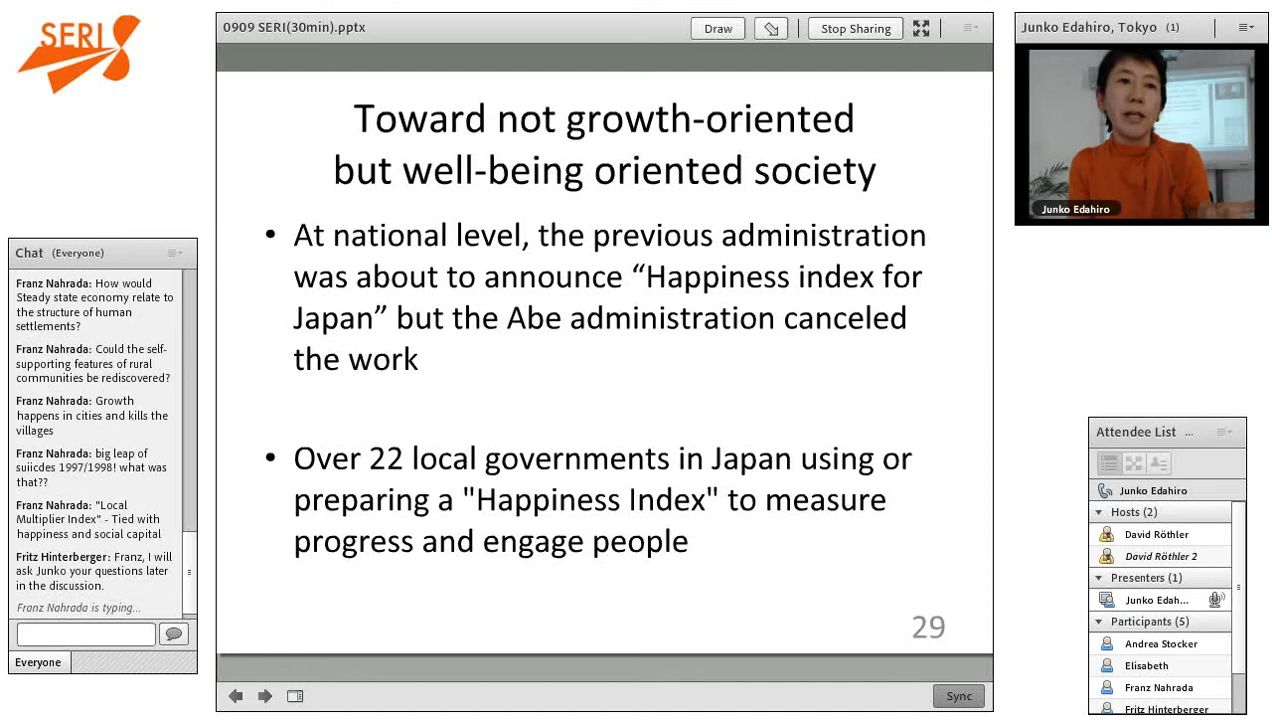 SERI
0909 SERI(30min).pptx
Draw
Stop Sharing
Junko Edahiro, Tokyo (1)
Junko Edahiro
Toward not growth-oriented
but well-being oriented society
• At national level, the previous administration
was about to announce “Happiness index for
Japan” but the Abe administration canceled
the work
• Over 22 local governments in Japan using or
preparing a "Happiness Index" to measure
progress and engage people
29
Sync
Chat (Everyone)
Franz Nahrada: How would
Steady state economy relate to
the structure of human
settlements?
Franz Nahrada: Could the self-
supporting features of rural
communities be rediscovered?
Franz Nahrada: Growth
happens in cities and kills the
villages
Franz Nahrada: big leap of
suiicdes 1997/1998! what was
that??
Franz Nahrada: "Local
Multiplier Index" - Tied with
happiness and social capital
Fritz Hinterberger: Franz, I will
ask Junko your questions later
in the discussion.
Franz Nahrada is typing...
Everyone
Attendee List ...
Junko Edahiro
Hosts (2)
David Röthler
David Röthler 2
Presenters (1)
Junko Edah...
Participants (5)
Andrea Stocker
Elisabeth
Franz Nahrada
Fritz Hinterberger